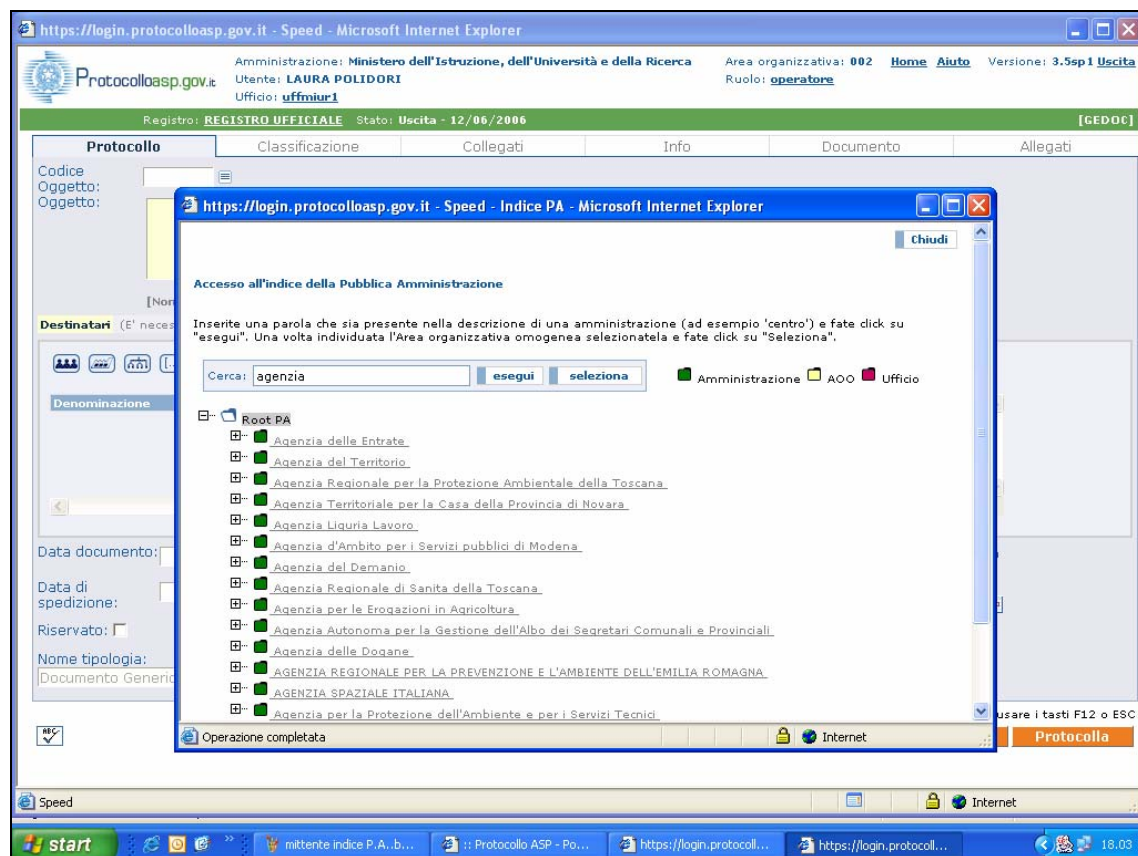 https://login.protocolloasp.gov.it - Speed - Microsoft Internet Explorer
Protocolloasp.gov.it
Amministrazione: Ministero dell'Istruzione, dell'Università e della Ricerca
Area organizzativa: 002 Home Aiuto Versione: 3.5sp1 Uscita
Utente: LAURA POLIDORI
Ruolo: operatore
Ufficio: uffmiur1
Registro: REGISTRO UFFICIALE Stato: Uscita - 12/06/2006 [GEDOC]
Protocollo Classificazione Collegati Info Documento Allegati
Codice
Oggetto:
Oggetto:
[Non
Destinatari (E' neces
Denominazione
Data documento:
Data di
spedizione:
Riservato:
Nome tipologia:
Documento Generic
https://login.protocolloasp.gov.it - Speed - Indice PA - Microsoft Internet Explorer
Chiudi
Accesso all'indice della Pubblica Amministrazione
Inserite una parola che sia presente nella descrizione di una amministrazione (ad esempio 'centro') e fate click su
"esegui". Una volta individuata l'Area organizzativa omogenea selezionatela e fate click su "Seleziona".
Cerca: agenzia esegui seleziona Amministrazione AOO Ufficio
Root PA
Agenzia delle Entrate
Agenzia del Territorio
Agenzia Regionale per la Protezione Ambientale della Toscana
Agenzia Territoriale per la Casa della Provincia di Novara
Agenzia Liguria Lavoro
Agenzia d'Ambito per i Servizi pubblici di Modena
Agenzia del Demanio
Agenzia Regionale di Sanita della Toscana
Agenzia per le Erogazioni in Agricoltura
Agenzia Autonoma per la Gestione dell'Albo dei Segretari Comunali e Provinciali
Agenzia delle Dogane
AGENZIA REGIONALE PER LA PREVENZIONE E L'AMBIENTE DELL'EMILIA ROMAGNA
AGENZIA SPAZIALE ITALIANA
Agenzia per la Protezione dell'Ambiente e per i Servizi Tecnici
Operazione completata Internet
usare i tasti F12 o ESC
ABC
Protocolla
Speed Internet
start mittente indice P.A..b... :: Protocollo ASP - Po... https://login.protocoll... https://login.protocoll... 18.03